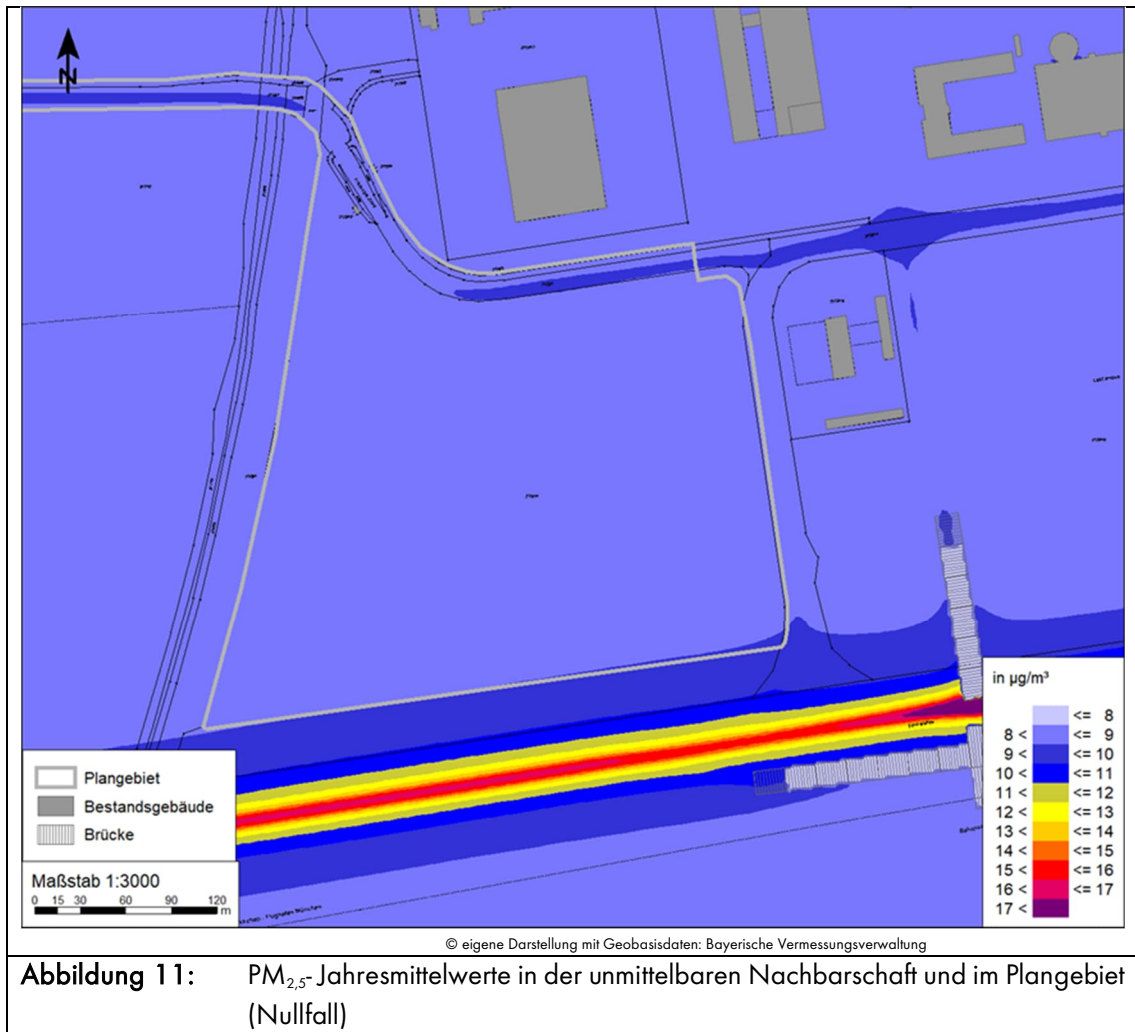 N
in µg/m³
<= 8
8 < <= 9
9 < <= 10
10 < <= 11
11 < <= 12
12 < <= 13
13 < <= 14
14 < <= 15
15 < <= 16
16 < <= 17
17 <
Plangebiet
Bestandsgebäude
Brücke
Maßstab 1:3000
0 15 30 60 90 120
m
- Flughafen München
© eigene Darstellung mit Geobasisdaten: Bayerische Vermessungsverwaltung
Abbildung 11: PM2,5- Jahresmittelwerte in der unmittelbaren Nachbarschaft und im Plangebiet
(Nullfall)